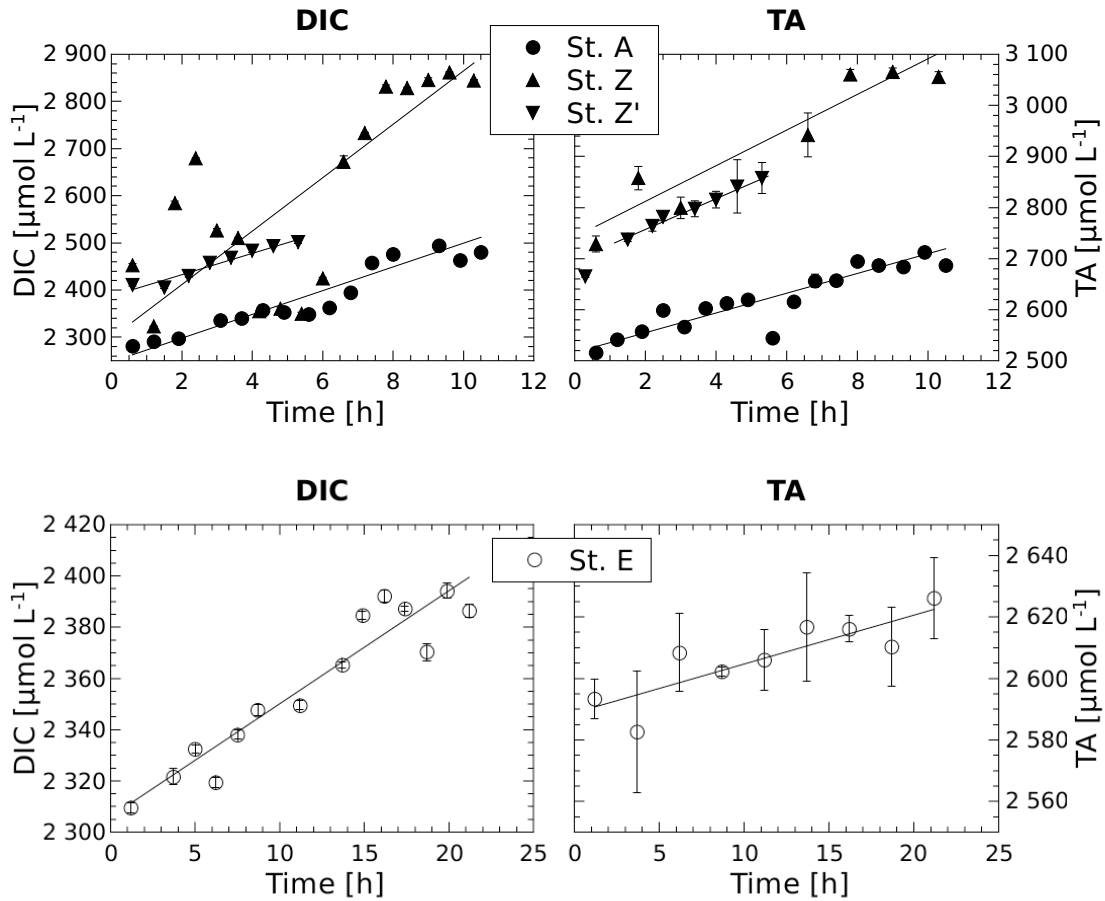 DIC
TA
St. A
St. Z
St. Z'
2 900
2 800
2 700
2 600
2 500
2 400
2 300
DIC [µmol L-1]
0 2 4 6 8 10 12
Time [h]
3 100
3 000
2 900
2 800
2 700
2 600
2 500
TA [µmol L-1]
0 2 4 6 8 10 12
Time [h]
DIC
TA
St. E
2 420
2 400
2 380
2 360
2 340
2 320
2 300
DIC [µmol L-1]
0 5 10 15 20 25
Time [h]
2 640
2 620
2 600
2 580
2 560
TA [µmol L-1]
0 5 10 15 20 25
Time [h]